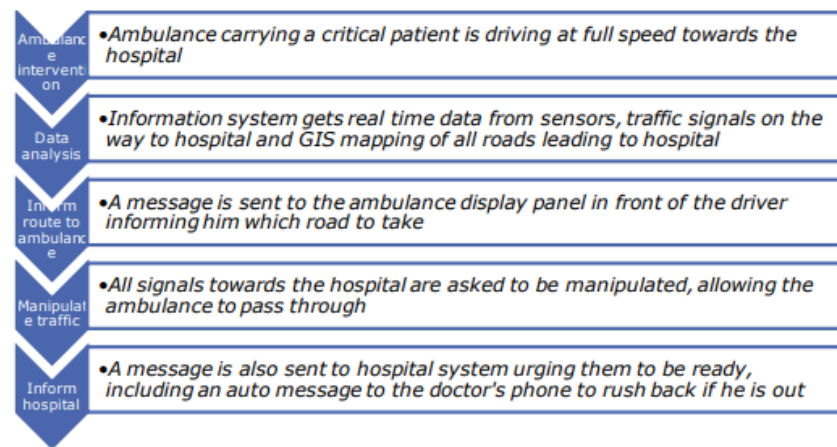 Ambulanc
e
interventi
on
•Ambulance carrying a critical patient is driving at full speed towards the
hospital
Data
analysis
•Information system gets real time data from sensors, traffic signals on the
way to hospital and GIS mapping of all roads leading to hospital
Inform
route to
ambulanc
e
•A message is sent to the ambulance display panel in front of the driver
informing him which road to take
Manipulat
e traffic
•All signals towards the hospital are asked to be manipulated, allowing the
ambulance to pass through
Inform
hospital
•A message is also sent to hospital system urging them to be ready,
including an auto message to the doctor's phone to rush back if he is out